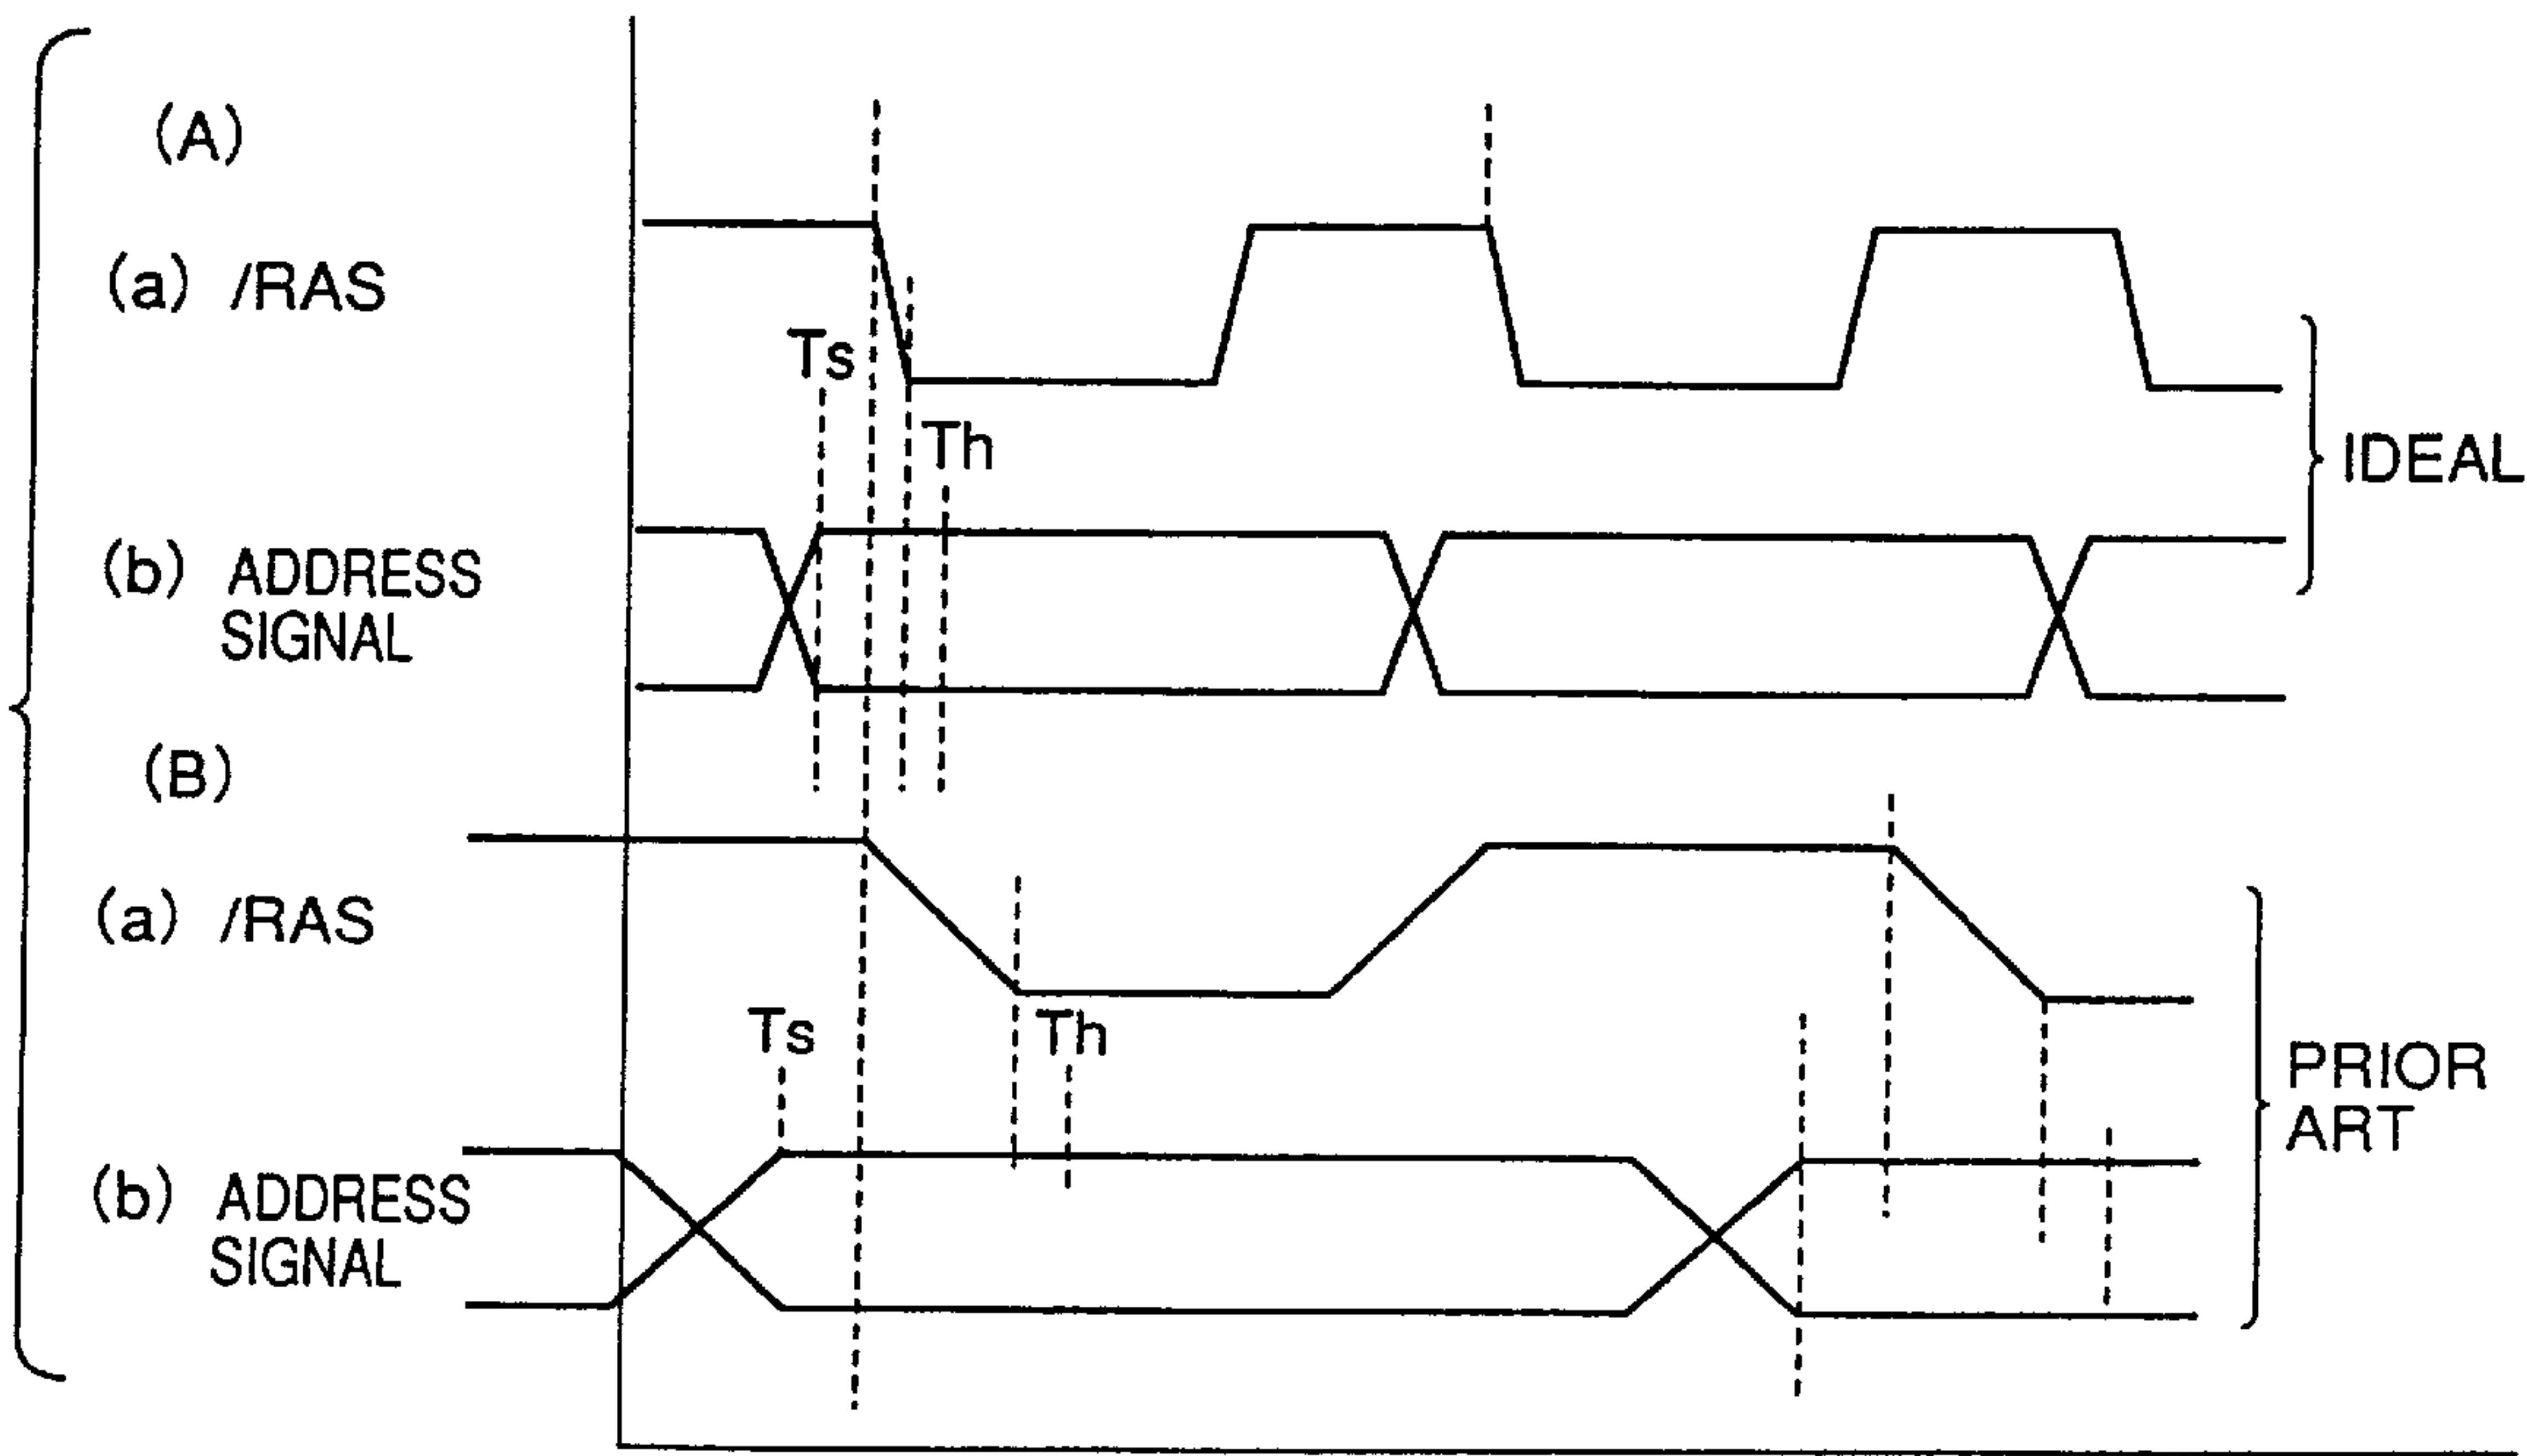 (A)
(a) /RAS
Ts
Th
IDEAL
(b) ADDRESS
SIGNAL
(B)
(a) /RAS
Ts
Th
PRIOR
ART
(b) ADDRESS
SIGNAL